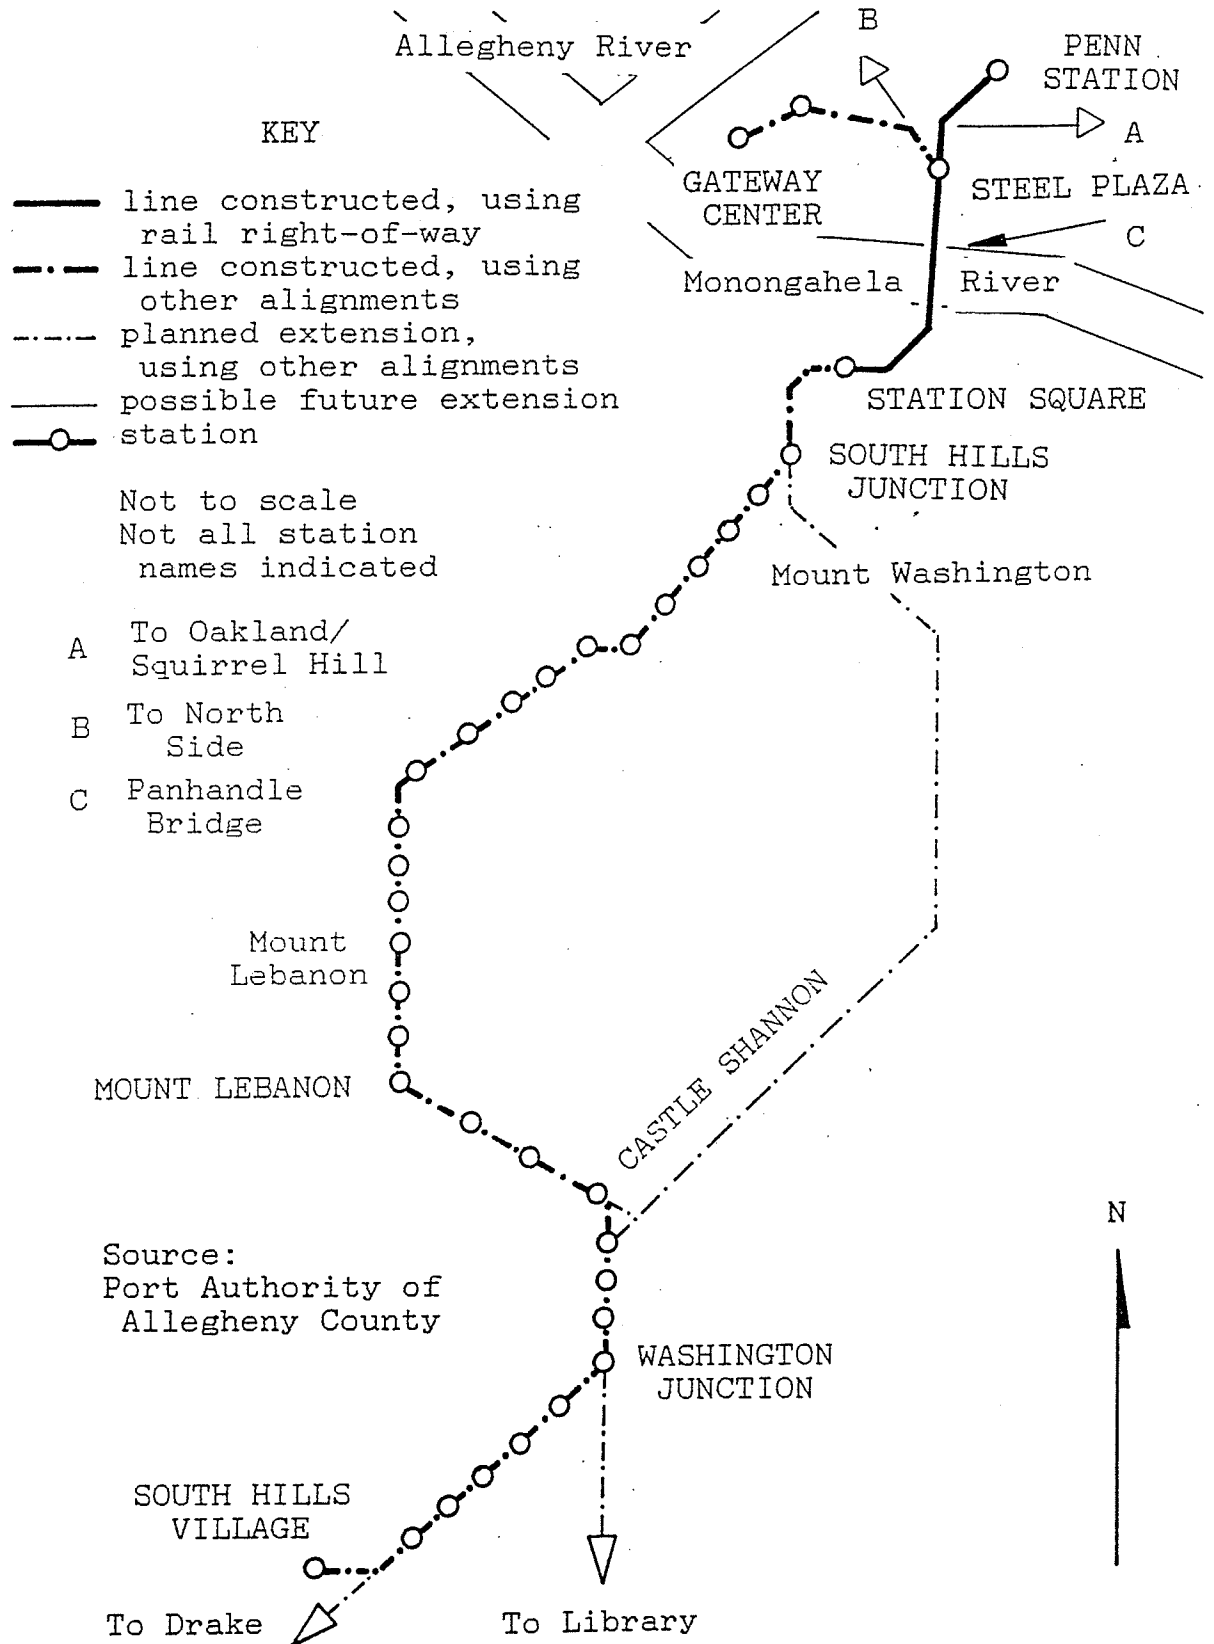 B
Allegheny River
PENN
STATION
KEY
A
GATEWAY
CENTER
STEEL PLAZA
line constructed, using
rail right-of-way
C
line constructed, using
other alignments
Monongahela River
planned extension,
using other alignments
possible future extension
STATION SQUARE
station
SOUTH HILLS
JUNCTION
Not to scale
Not all station
names indicated
Mount Washington
A To Oakland/
Squirrel Hill
B To North
Side
C Panhandle
Bridge
Mount
Lebanon
CASTLE SHANNON
MOUNT LEBANON
N
Source:
Port Authority of
Allegheny County
WASHINGTON
JUNCTION
SOUTH HILLS
VILLAGE
To Drake
To Library